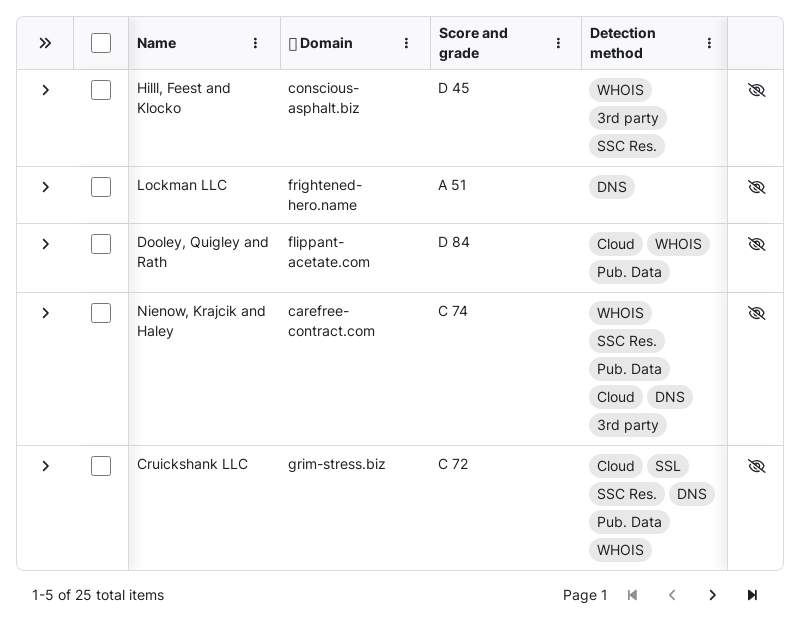 Name
Domain
Score and
grade
Detection
method
Hilll, Feest and
Klocko
conscious-
asphalt.biz
D 45
WHOIS
3rd party
SSC Res.
Lockman LLC
frightened-
hero.name
A 51
DNS
Dooley, Quigley and
Rath
flippant-
acetate.com
D 84
Cloud WHOIS
Pub. Data
Nienow, Krajcik and
Haley
carefree-
contract.com
C 74
WHOIS
SSC Res.
Pub. Data
Cloud DNS
3rd party
Cruickshank LLC
grim-stress.biz
C 72
Cloud SSL
SSC Res. DNS
Pub. Data
WHOIS
1-5 of 25 total items
Page 1